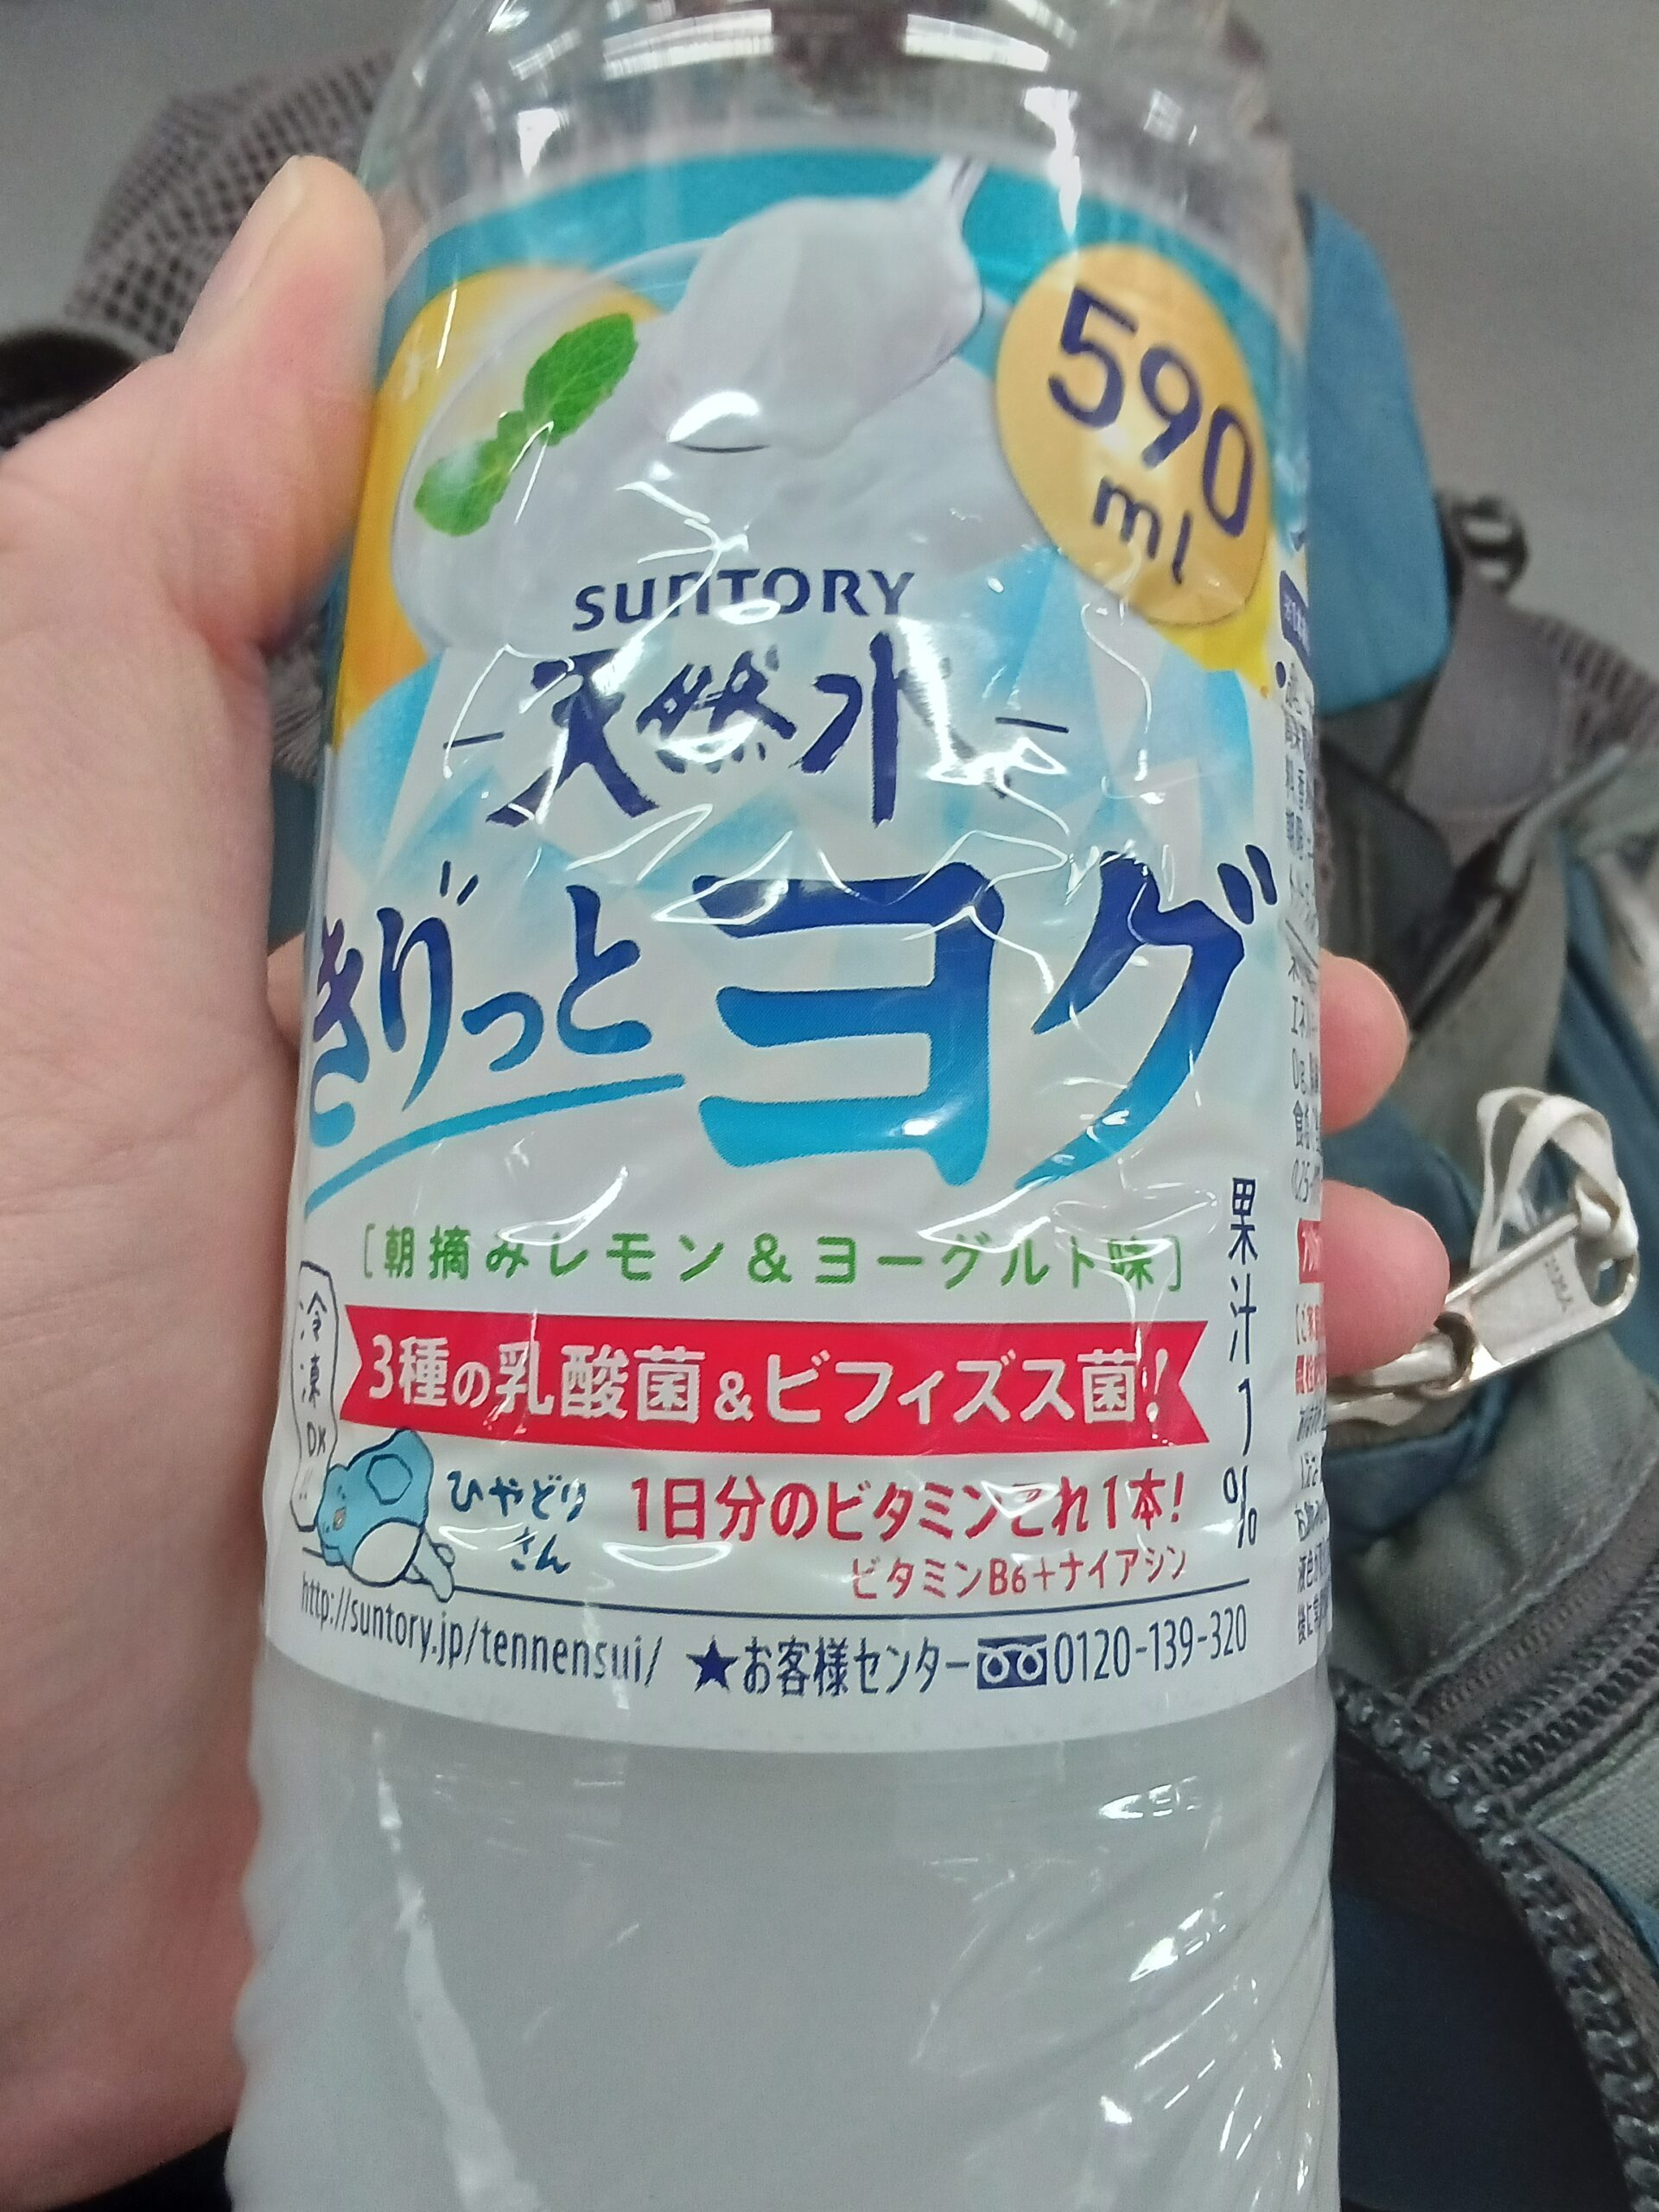 590
ml
SUNTORY
天然水
きりっとヨグ
[朝摘みレモン&ヨーグルト味]
果汁1%
冷凍OK!!
3種の乳酸菌&ビフィズス菌!
ひやどり
さん
1日分のビタミンこれ1本!
ビタミンB6+ナイアシン
http://suntory.jp/tennensui/ ★お客様センター 0120-139-320